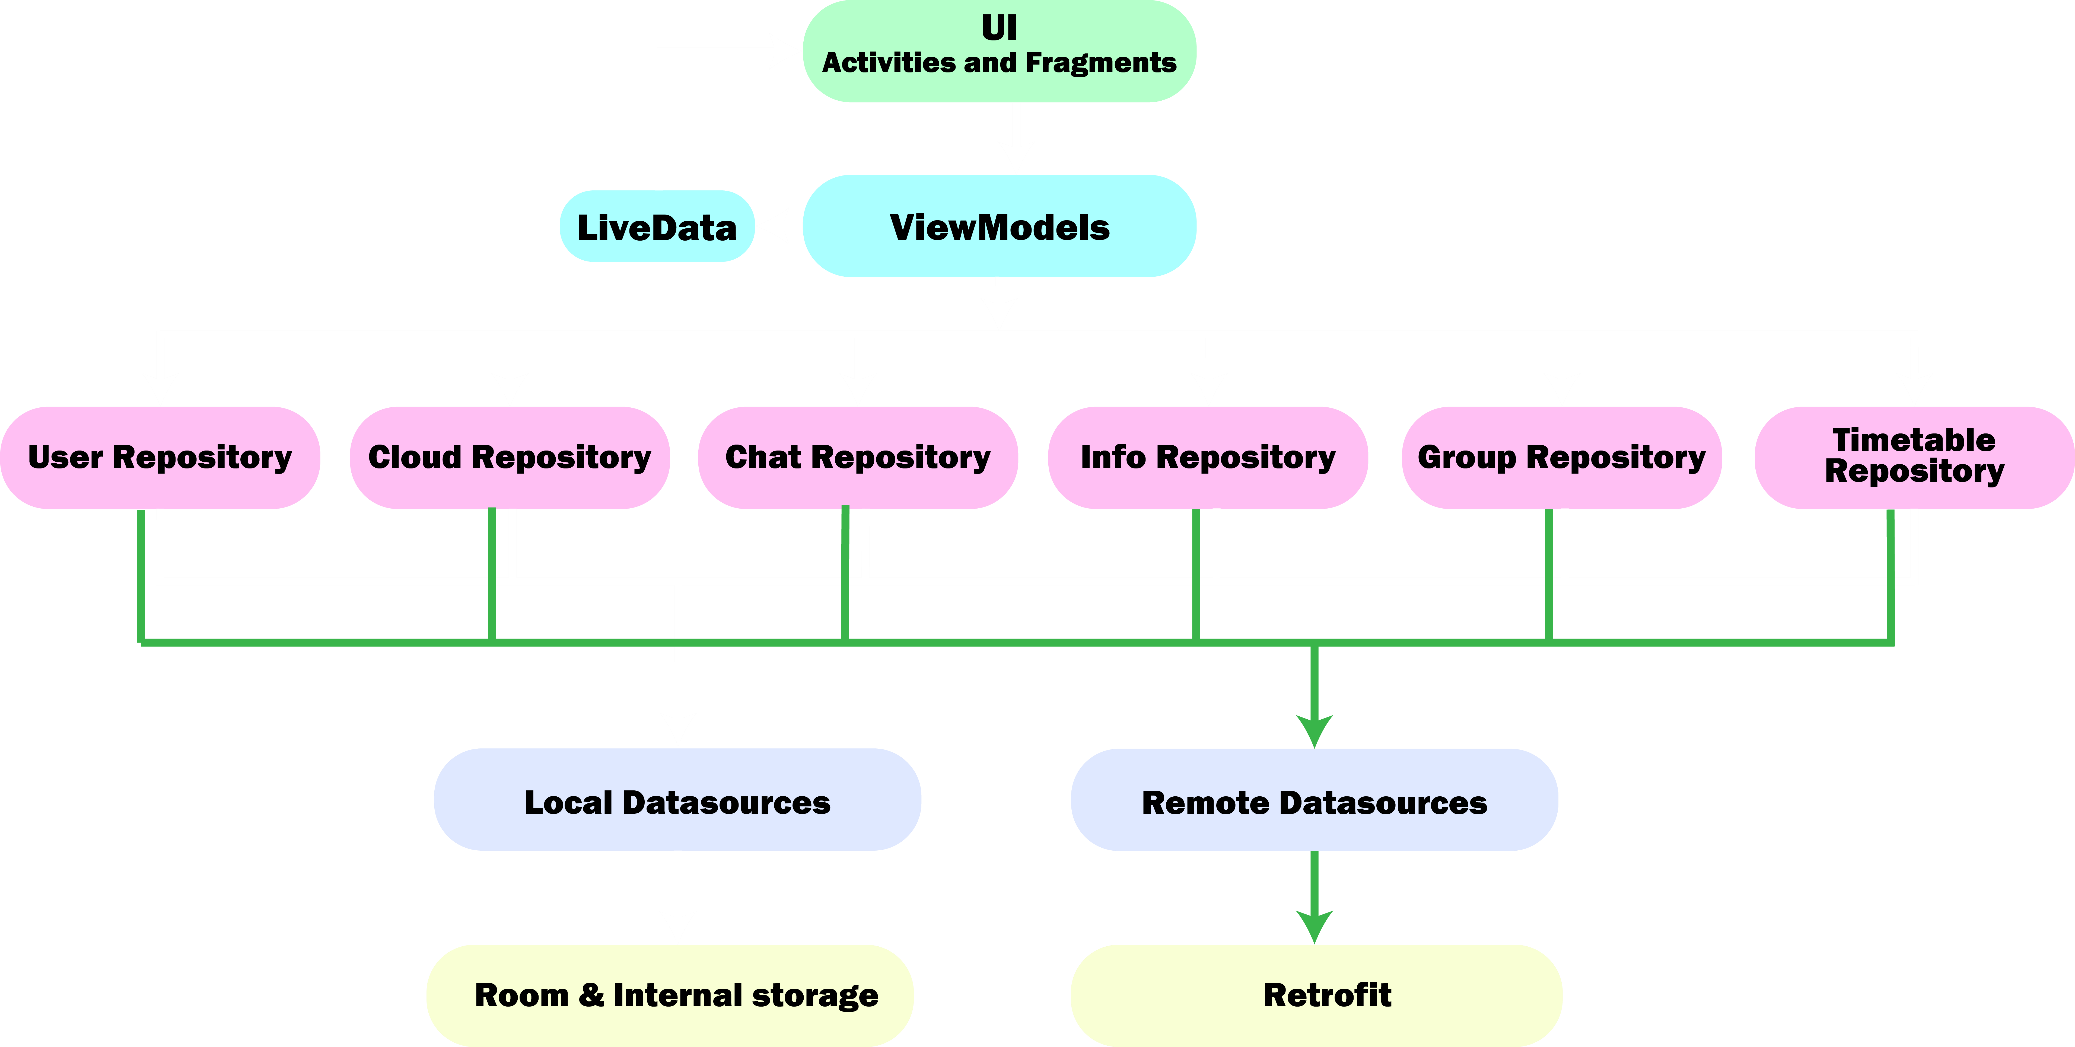 UI
Activities and Fragments
LiveData
ViewModels
User Repository
Cloud Repository
Chat Repository
Info Repository
Group Repository
Timetable
Repository
Local Datasources
Remote Datasources
Room & Internal storage
Retrofit